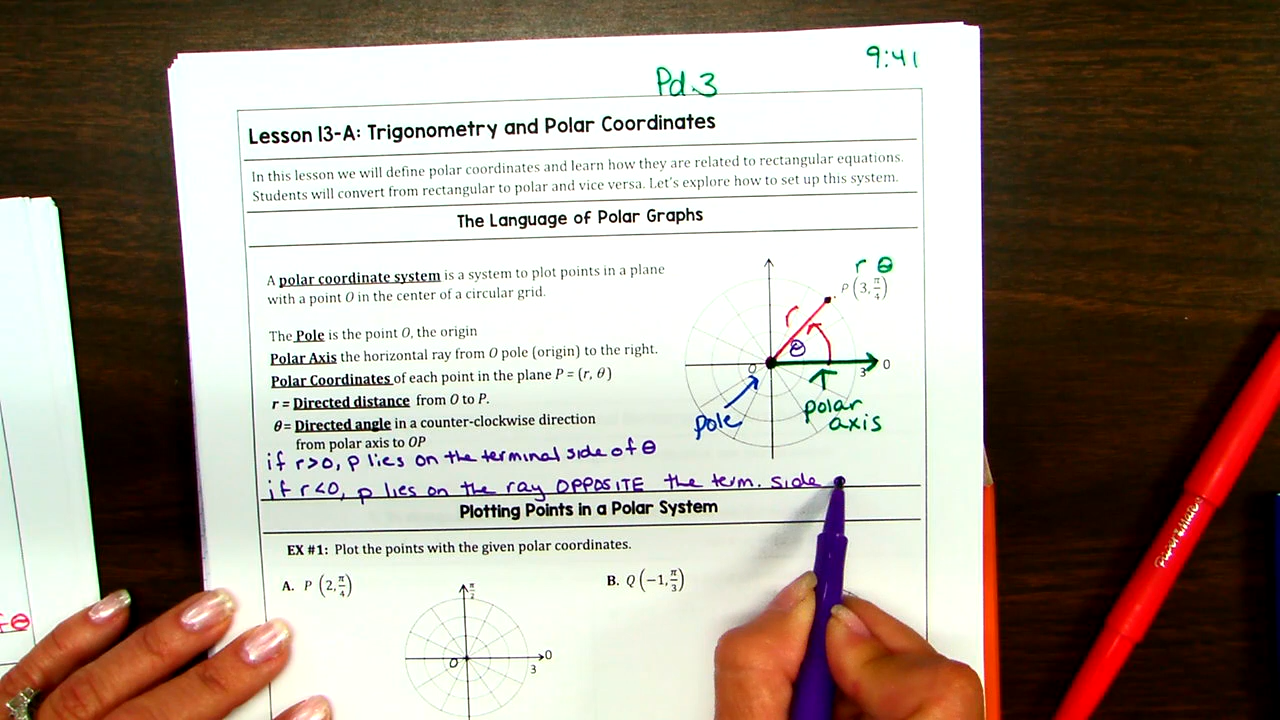 9:41
Pd.3
Lesson 13-A: Trigonometry and Polar Coordinates
In this lesson we will define polar coordinates and learn how they are related to rectangular equations.
Students will convert from rectangular to polar and vice versa. Let's explore how to set up this system.
The Language of Polar Graphs
A polar coordinate system is a system to plot points in a plane
with a point O in the center of a circular grid.
The Pole is the point O, the origin
Polar Axis the horizontal ray from O pole (origin) to the right.
Polar Coordinates of each point in the plane P = (r, θ)
r = Directed distance from O to P.
θ= Directed angle in a counter-clockwise direction
from polar axis to OP
if r>0, p lies on the terminal side of θ
if r<0, p lies on the ray OPPOSITE the term. side
r θ
P (3, π/4)
r
θ
O
3
0
pole
polar
axis
Plotting Points in a Polar System
EX #1: Plot the points with the given polar coordinates.
A. P (2, π/4)
B. Q (−1, π/3)
π/2
O
0
3
θ
PaperMate